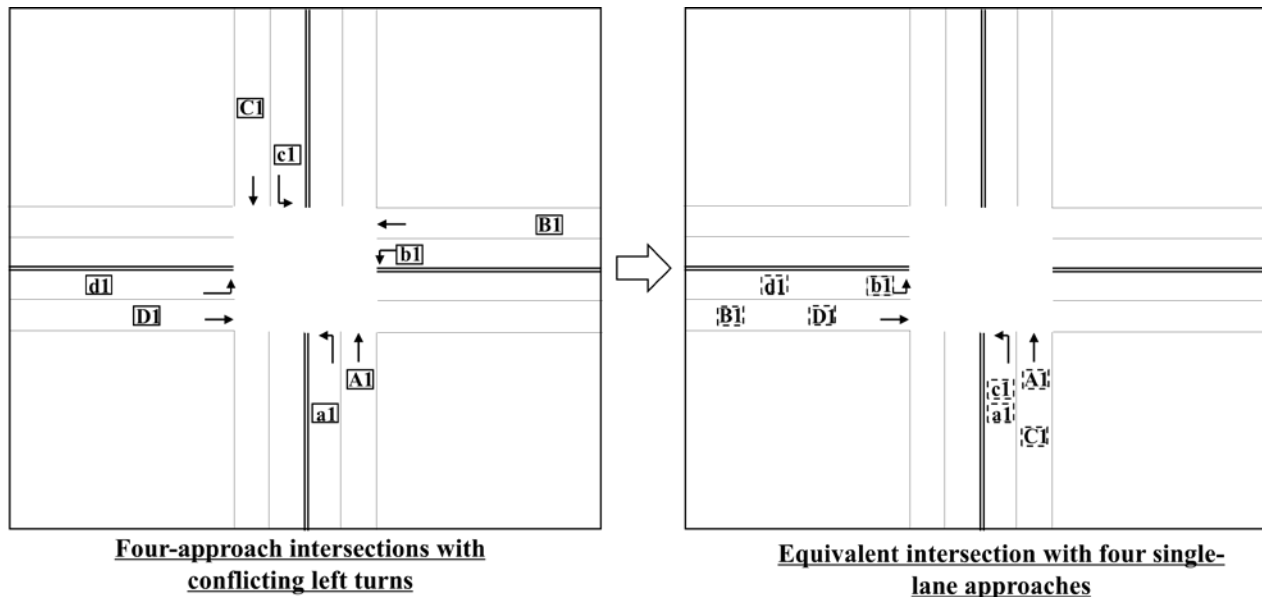 C1
c1
B1
b1
d1
D1
A1
a1
Four-approach intersections with
conflicting left turns
d1
b1
B1
D1
c1
A1
a1
C1
Equivalent intersection with four single-
lane approaches